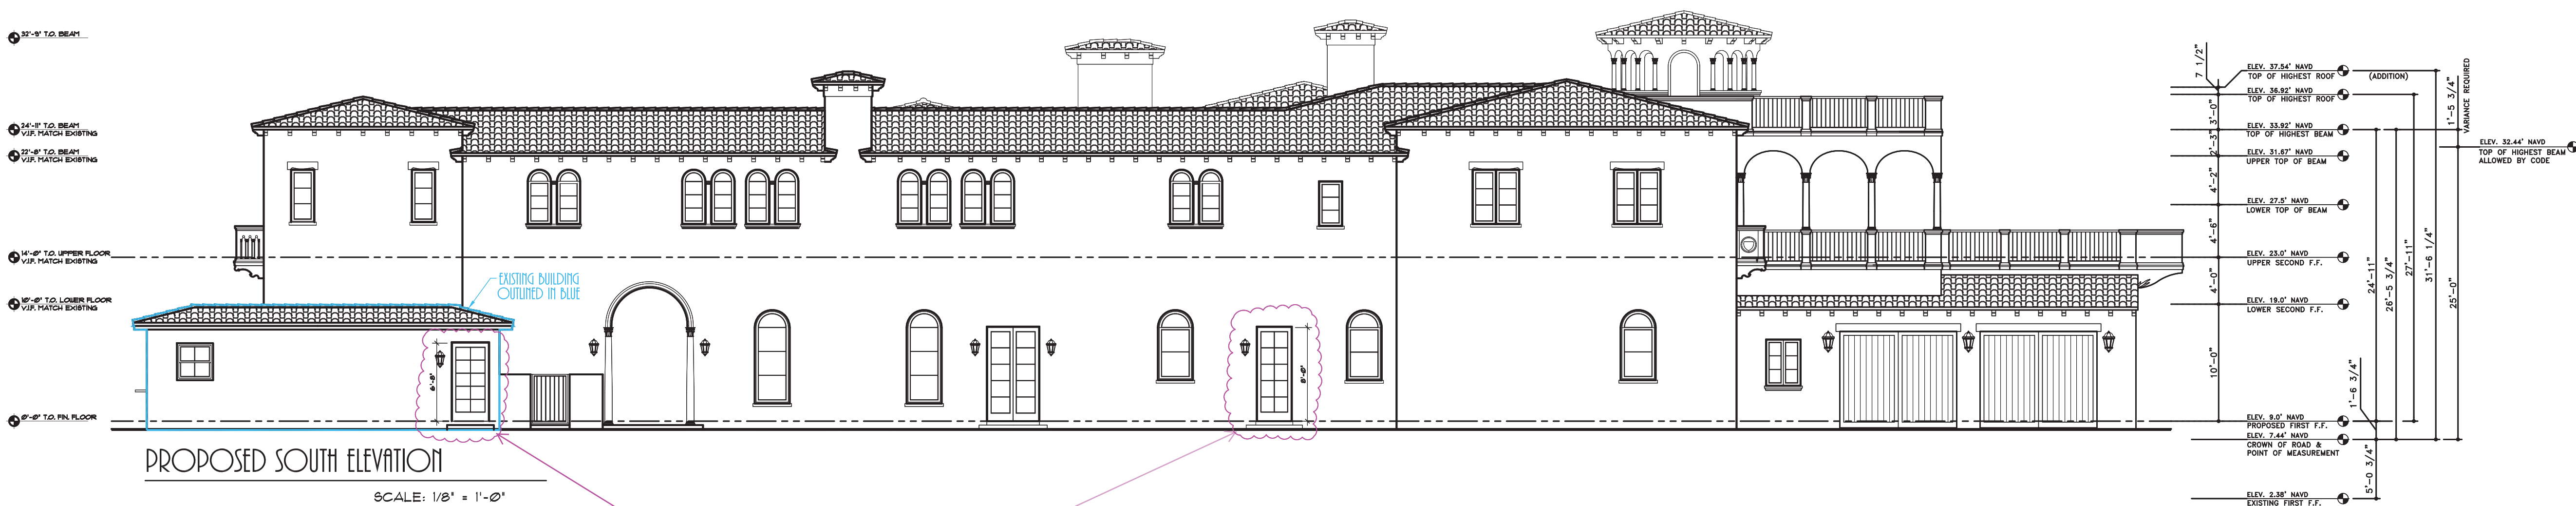 32'-9" T.O. BEAM
24'-11" T.O. BEAM
V.I.F. MATCH EXISTING
22'-8" T.O. BEAM
V.I.F. MATCH EXISTING
14'-0" T.O. UPPER FLOOR
V.I.F. MATCH EXISTING
10'-0" T.O. LOWER FLOOR
V.I.F. MATCH EXISTING
0'-0" T.O. FIN. FLOOR
EXISTING BUILDING
OUTLINED IN BLUE
6'-8"
8'-0"
PROPOSED SOUTH ELEVATION
SCALE: 1/8" = 1'-0"
7 1/2"
3'-0"
2'-3"
4'-2"
4'-6"
4'-0"
10'-0"
ELEV. 37.54' NAVD
TOP OF HIGHEST ROOF
(ADDITION)
ELEV. 36.92' NAVD
TOP OF HIGHEST ROOF
ELEV. 33.92' NAVD
TOP OF HIGHEST BEAM
ELEV. 31.67' NAVD
UPPER TOP OF BEAM
ELEV. 27.5' NAVD
LOWER TOP OF BEAM
ELEV. 23.0' NAVD
UPPER SECOND F.F.
ELEV. 19.0' NAVD
LOWER SECOND F.F.
ELEV. 9.0' NAVD
PROPOSED FIRST F.F.
ELEV. 7.44' NAVD
CROWN OF ROAD &
POINT OF MEASUREMENT
ELEV. 2.38' NAVD
EXISTING FIRST F.F.
1'-6 3/4"
5'-0 3/4"
24'-11"
26'-5 3/4"
27'-11"
31'-6 1/4"
25'-0"
1'-5 3/4"
VARIANCE REQUIRED
ELEV. 32.44' NAVD
TOP OF HIGHEST BEAM
ALLOWED BY CODE